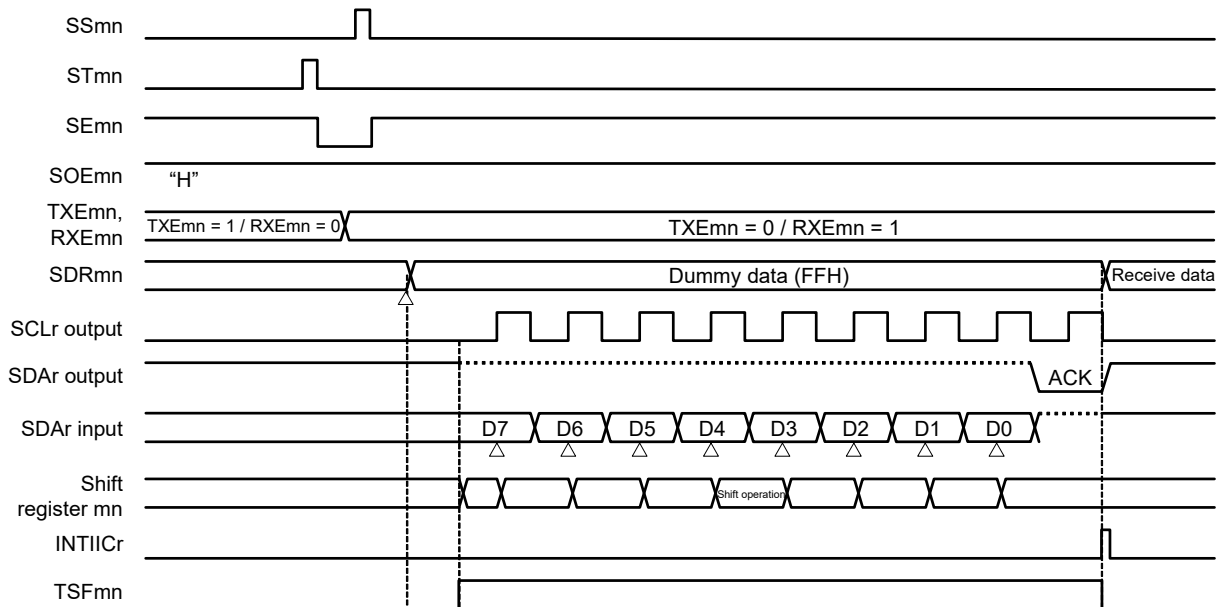 SSmn
STmn
SEmn
SOEmn
“H”
TXEmn,
RXEmn
TXEmn = 1 / RXEmn = 0
TXEmn = 0 / RXEmn = 1
SDRmn
Dummy data (FFH)
Receive data
SCLr output
SDAr output
ACK
SDAr input
D7
D6
D5
D4
D3
D2
D1
D0
Shift
register mn
Shift operation
INTIICr
TSFmn